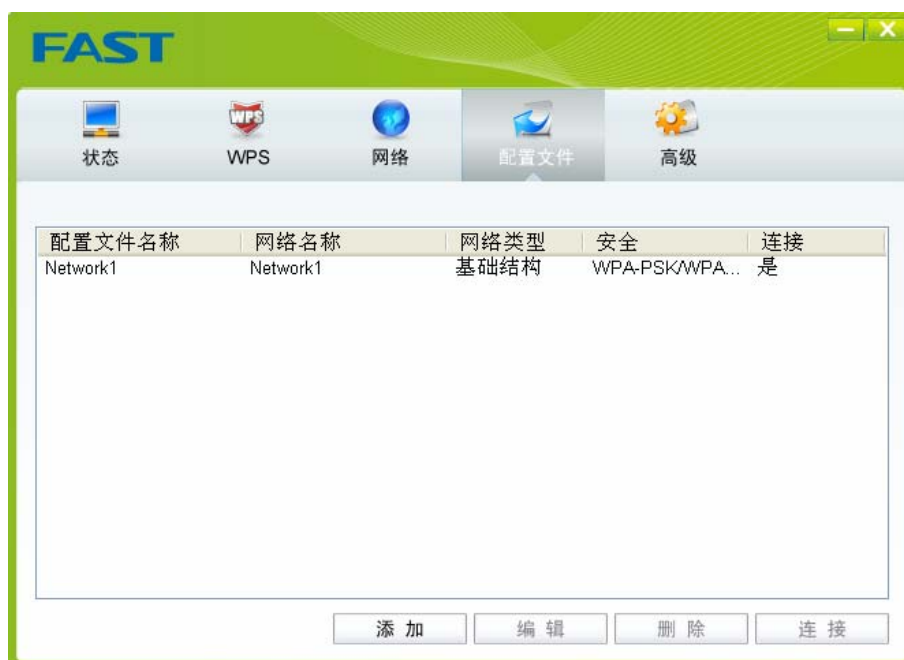 FAST
WPS
状态 WPS 网络 配置文件 高级
配置文件名称 网络名称 网络类型 安全 连接
Network1 Network1 基础结构 WPA-PSK/WPA... 是
添加 编辑 删除 连接